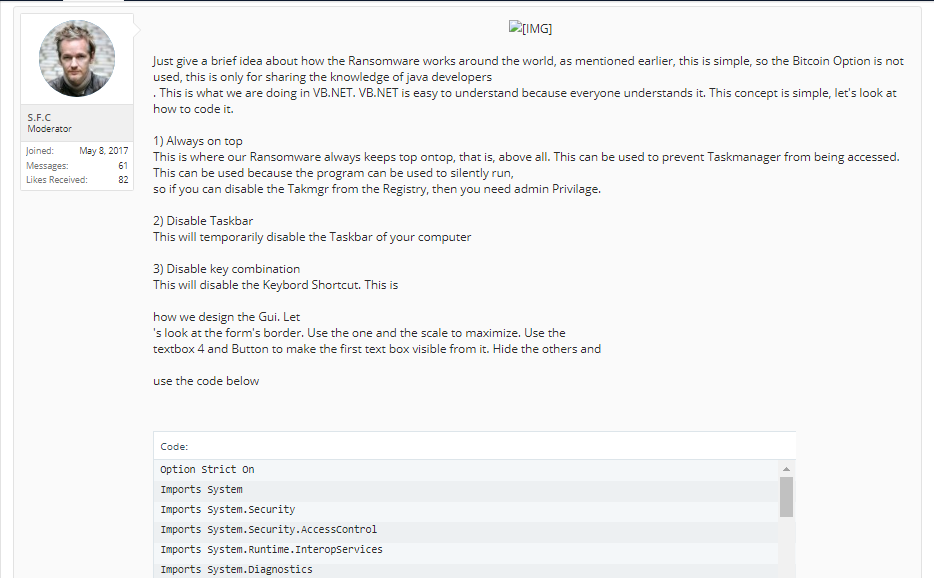 [IMG]
S.F.C
Moderator
Joined: May 8, 2017
Messages: 61
Likes Received: 82
Just give a brief idea about how the Ransomware works around the world, as mentioned earlier, this is simple, so the Bitcoin Option is not
used, this is only for sharing the knowledge of java developers
. This is what we are doing in VB.NET. VB.NET is easy to understand because everyone understands it. This concept is simple, let's look at
how to code it.
1) Always on top
This is where our Ransomware always keeps top ontop, that is, above all. This can be used to prevent Taskmanager from being accessed.
This can be used because the program can be used to silently run,
so if you can disable the Takmgr from the Registry, then you need admin Privilage.
2) Disable Taskbar
This will temporarily disable the Taskbar of your computer
3) Disable key combination
This will disable the Keybord Shortcut. This is
how we design the Gui. Let
's look at the form's border. Use the one and the scale to maximize. Use the
textbox 4 and Button to make the first text box visible from it. Hide the others and
use the code below
Code:
Option Strict On
Imports System
Imports System.Security
Imports System.Security.AccessControl
Imports System.Runtime.InteropServices
Imports System.Diagnostics